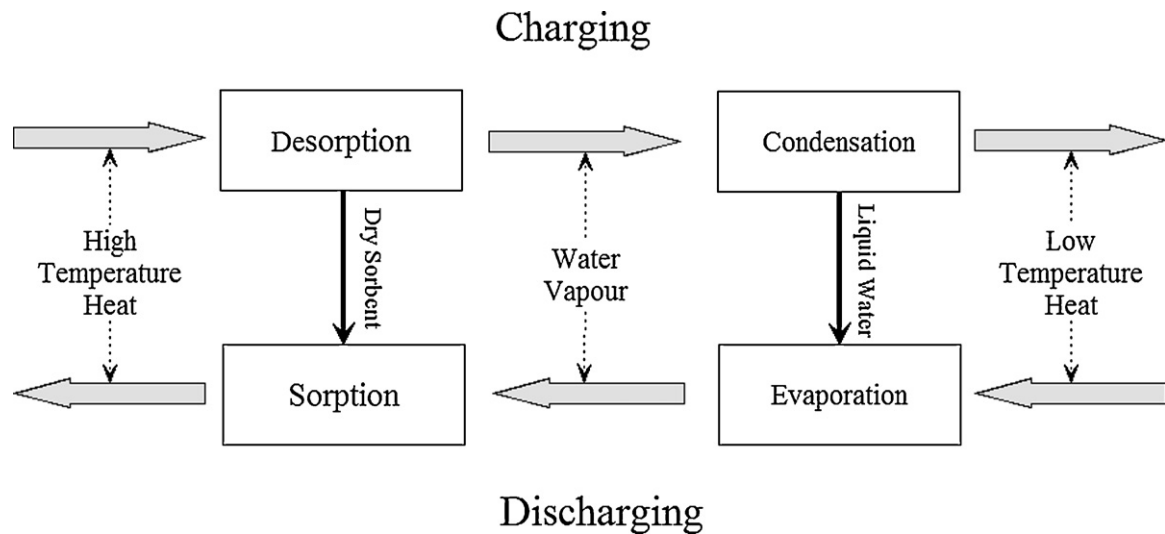 Charging
Desorption
Condensation
High
Temperature
Heat
Dry Sorbent
Water
Vapour
Liquid Water
Low
Temperature
Heat
Sorption
Evaporation
Discharging